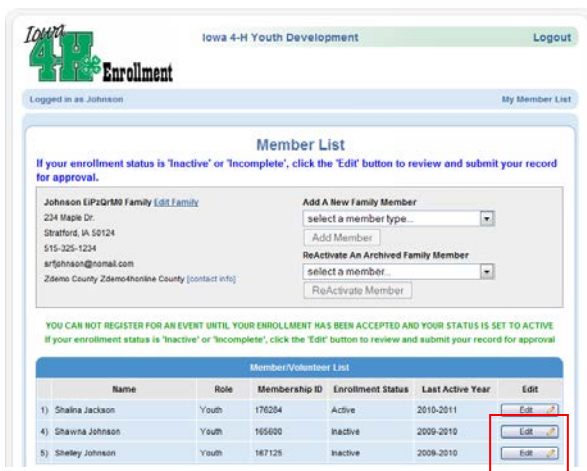 Iowa
4-H
Enrollment
Iowa 4-H Youth Development
Logout
Logged in as Johnson
My Member List
Member List
If your enrollment status is 'Inactive' or 'Incomplete', click the 'Edit' button to review and submit your record
for approval.
Johnson EiPzQrM0 Family Edit Family
234 Maple Dr.
Stratford, IA 50124
515-325-1234
srfjohnson@nomail.com
Zdemo County Zdemo4honline County [contact info]
Add A New Family Member
select a member type...
Add Member
ReActivate An Archived Family Member
select a member...
ReActivate Member
YOU CAN NOT REGISTER FOR AN EVENT UNTIL YOUR ENROLLMENT HAS BEEN ACCEPTED AND YOUR STATUS IS SET TO ACTIVE
If your enrollment status is 'Inactive' or 'Incomplete', click the 'Edit' button to review and submit your record for approval
Member/Volunteer List
Name Role Membership ID Enrollment Status Last Active Year Edit
1) Shalina Jackson Youth 176284 Active 2010-2011 Edit
4) Shawna Johnson Youth 165600 Inactive 2009-2010 Edit
5) Shelley Johnson Youth 167125 Inactive 2009-2010 Edit